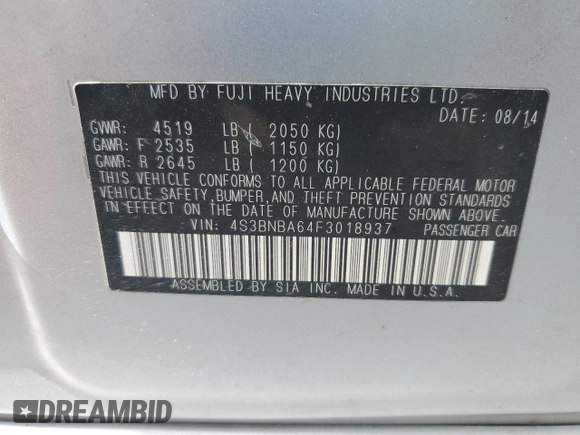 MFD BY FUJI HEAVY INDUSTRIES LTD.
DATE: 08/14
GVWR: 4519 LB ( 2050 KG)
GAWR: F 2535 LB ( 1150 KG)
GAWR: R 2645 LB ( 1200 KG)
THIS VEHICLE CONFORMS TO ALL APPLICABLE FEDERAL MOTOR
VEHICLE SAFETY, BUMPER, AND THEFT PREVENTION STANDARDS
IN EFFECT ON THE DATE OF MANUFACTURE SHOWN ABOVE.
VIN: 4S3BNBA64F3018937 PASSENGER CAR
ASSEMBLED BY SIA INC. MADE IN U.S.A.
DREAMBID